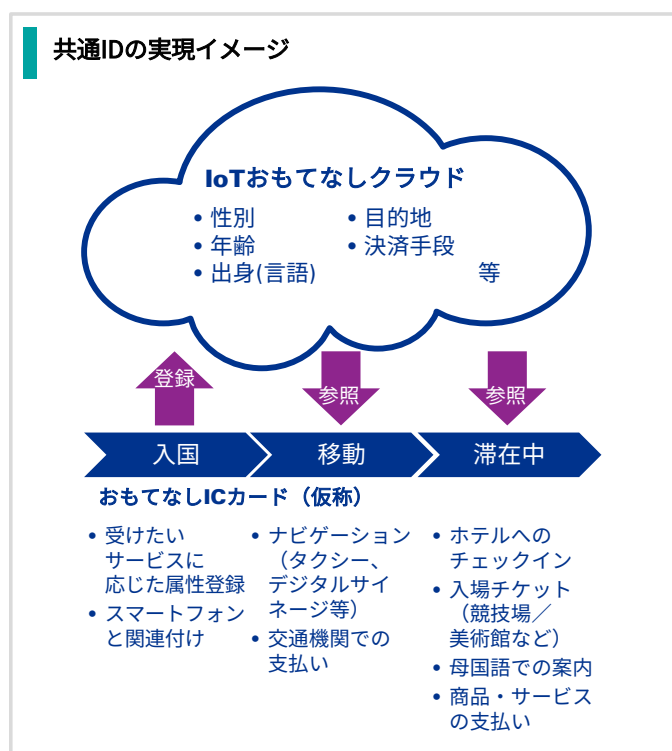 共通IDの実現イメージ
IoTおもてなしクラウド
• 性別
• 年齢
• 出身(言語)
• 目的地
• 決済手段
等
登録
参照
参照
入国
移動
滞在中
おもてなしICカード（仮称）
• 受けたい
サービスに
応じた属性登録
• スマートフォン
と関連付け
• ナビゲーション
（タクシー、
デジタルサイ
ネージ等）
• 交通機関での
支払い
• ホテルへの
チェックイン
• 入場チケット
（競技場／
美術館など）
• 母国語での案内
• 商品・サービス
の支払い